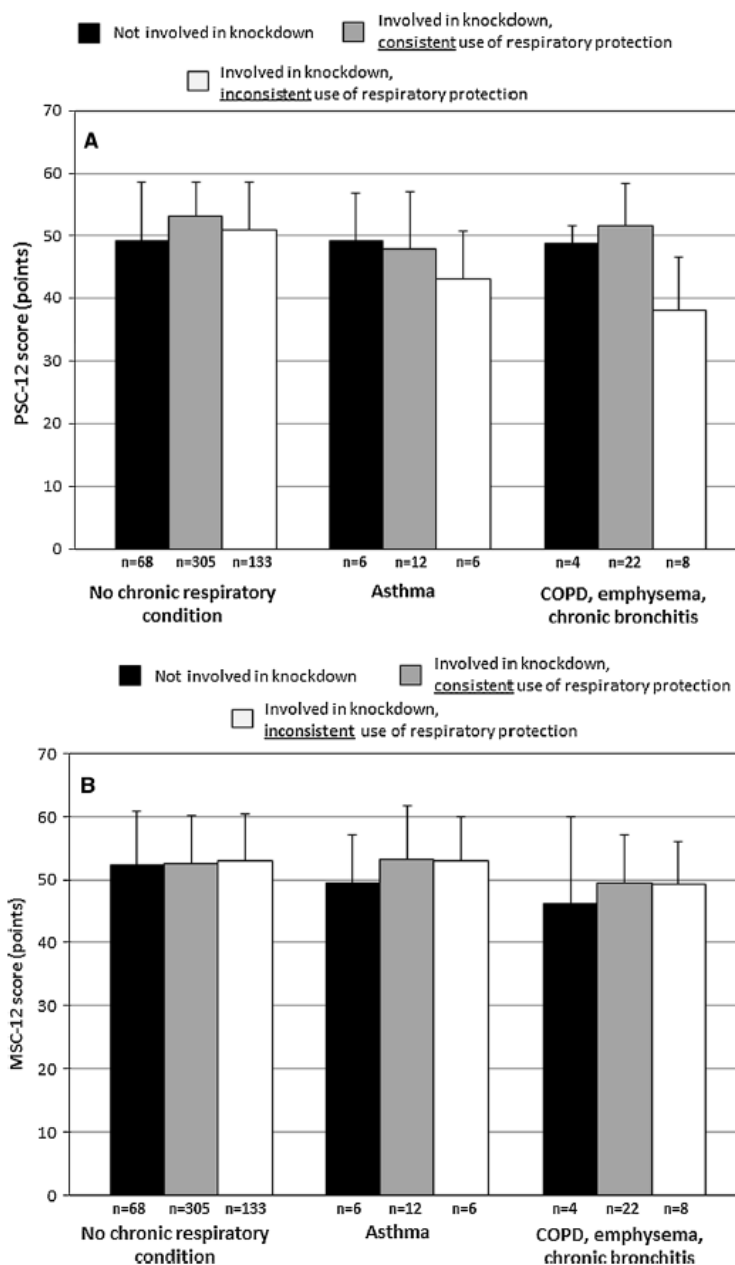 Not involved in knockdown
Involved in knockdown,
consistent use of respiratory protection
Involved in knockdown,
inconsistent use of respiratory protection
A
PSC-12 score (points)
70
60
50
40
30
20
10
0
n=68 n=305 n=133 n=6 n=12 n=6 n=4 n=22 n=8
No chronic respiratory
condition
Asthma
COPD, emphysema,
chronic bronchitis
Not involved in knockdown
Involved in knockdown,
consistent use of respiratory protection
Involved in knockdown,
inconsistent use of respiratory protection
B
MSC-12 score (points)
70
60
50
40
30
20
10
0
n=68 n=305 n=133 n=6 n=12 n=6 n=4 n=22 n=8
No chronic respiratory
condition
Asthma
COPD, emphysema,
chronic bronchitis